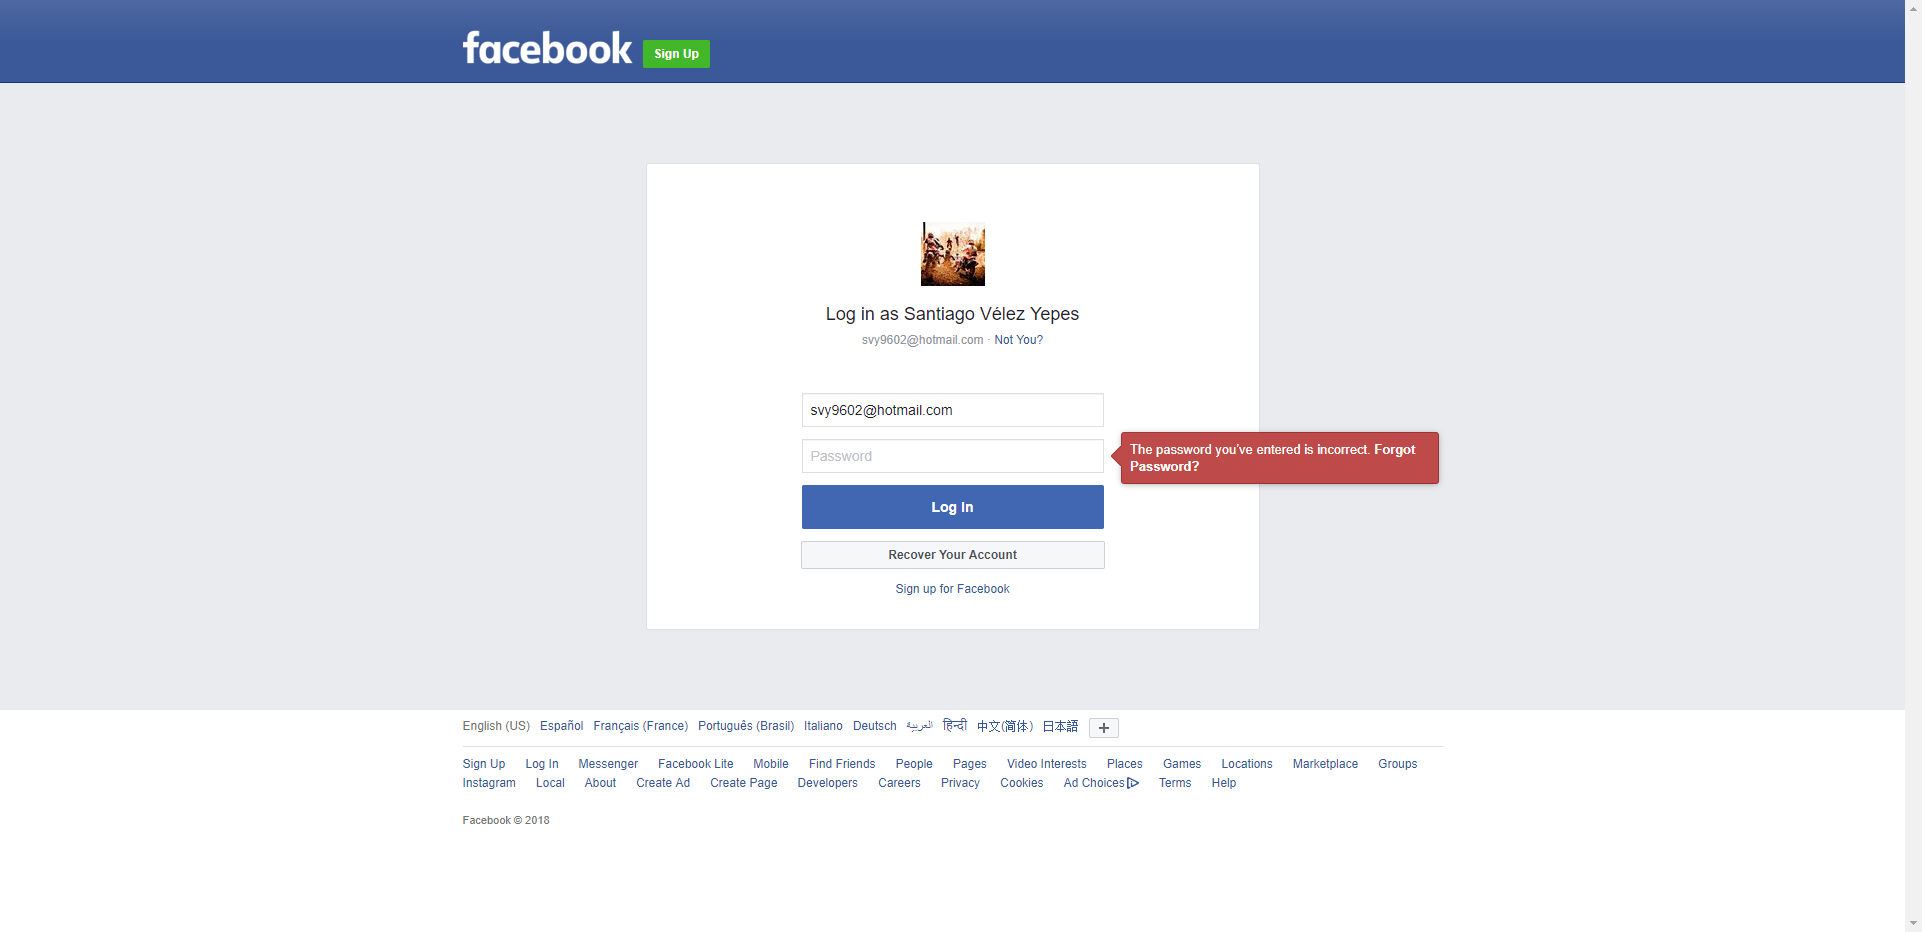 facebook
Sign Up
Log in as Santiago Vélez Yepes
svy9602@hotmail.com · Not You?
svy9602@hotmail.com
Password
The password you've entered is incorrect. Forgot
Password?
Log In
Recover Your Account
Sign up for Facebook
English (US) Español Français (France) Português (Brasil) Italiano Deutsch العربية हिन्दी 中文(简体) 日本語
Sign Up Log In Messenger Facebook Lite Mobile Find Friends People Pages Video Interests Places Games Locations Marketplace Groups
Instagram Local About Create Ad Create Page Developers Careers Privacy Cookies Ad Choices Terms Help
Facebook © 2018